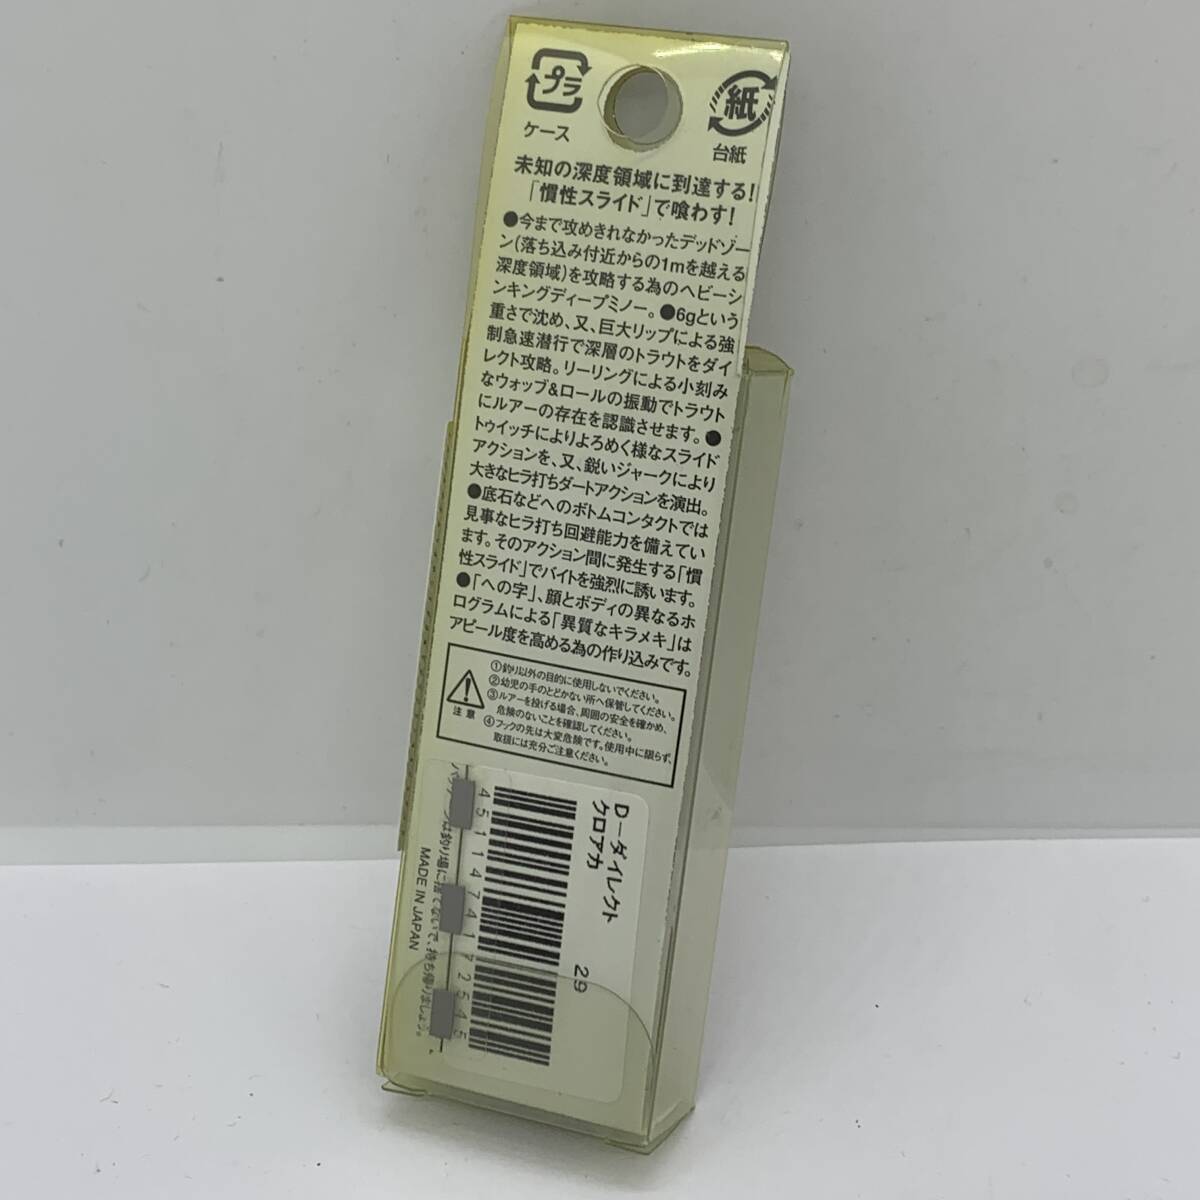 プラ
ケース
紙
台紙
未知の深度領域に到達する!
「慣性スライド」で喰わす!
●今まで攻めきれなかったデッドゾー
ン(落ち込み付近からの1mを越える
深度領域)を攻略する為のヘビーシ
ンキングディープミノー。●6gという
重さで沈め、又、巨大リップによる強
制急速潜行で深層のトラウトをダイ
レクト攻略。リーリングによる小刻み
なウォッブ&ロールの振動でトラウト
にルアーの存在を認識させます。●
トゥイッチによりよろめく様なスライド
アクションを、又、鋭いジャークにより
大きなヒラ打ちダートアクションを演出。
●底石などへのボトムコンタクトでは
見事なヒラ打ち回避能力を備えてい
ます。そのアクション間に発生する「慣
性スライド」でバイトを強烈に誘います。
●「への字」、顔とボディの異なるホ
ログラムによる「異質なキラメキ」は
アピール度を高める為の作り込みです。
注意
①釣り以外の目的に使用しないでください。
②幼児の手のとどかない所へ保管してください。
③ルアーを投げる場合、周囲の安全を確かめ、
危険のないことを確認してください。
④フックの先は大変危険です。使用中に限らず、
取扱には充分ご注意ください。
Dーダイレクト
クロアカ
29
4511474172545
は釣り場に捨てないで、持ち帰りましょう。
MADE IN JAPAN